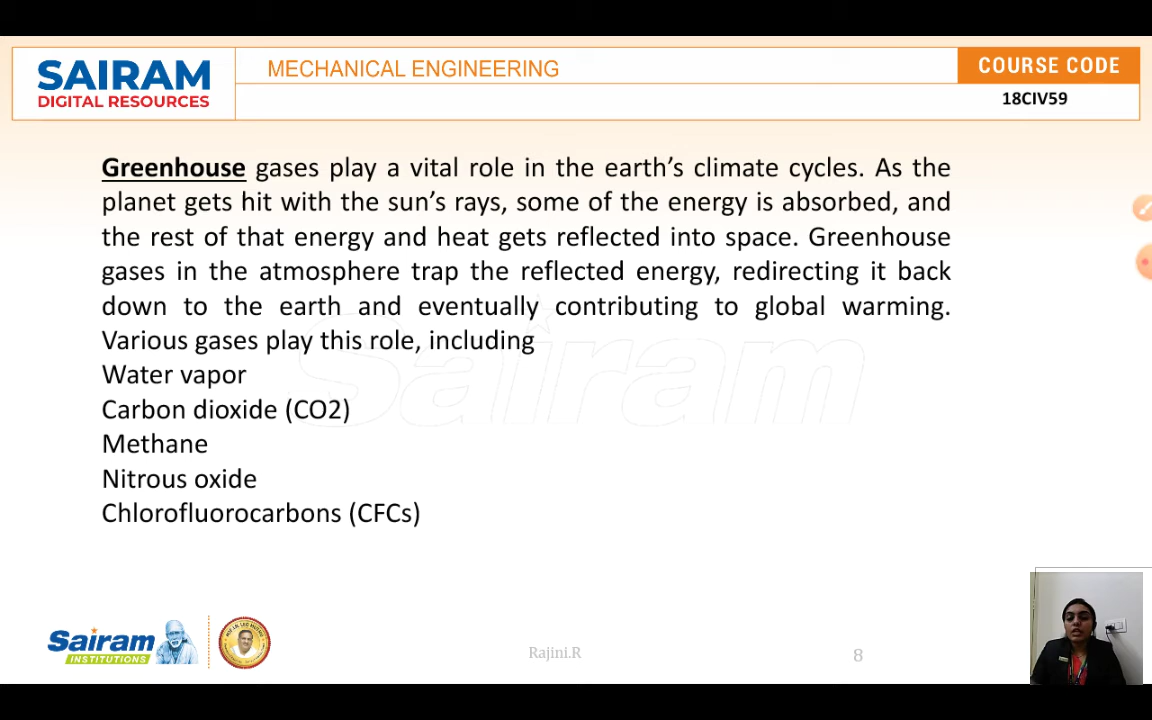 SAIRAM
DIGITAL RESOURCES
MECHANICAL ENGINEERING
COURSE CODE
18CIV59
Greenhouse gases play a vital role in the earth's climate cycles. As the
planet gets hit with the sun's rays, some of the energy is absorbed, and
the rest of that energy and heat gets reflected into space. Greenhouse
gases in the atmosphere trap the reflected energy, redirecting it back
down to the earth and eventually contributing to global warming.
Various gases play this role, including
Water vapor
Carbon dioxide (CO2)
Methane
Nitrous oxide
Chlorofluorocarbons (CFCs)
Sairam
Sairam
INSTITUTIONS
Rajini.R
8